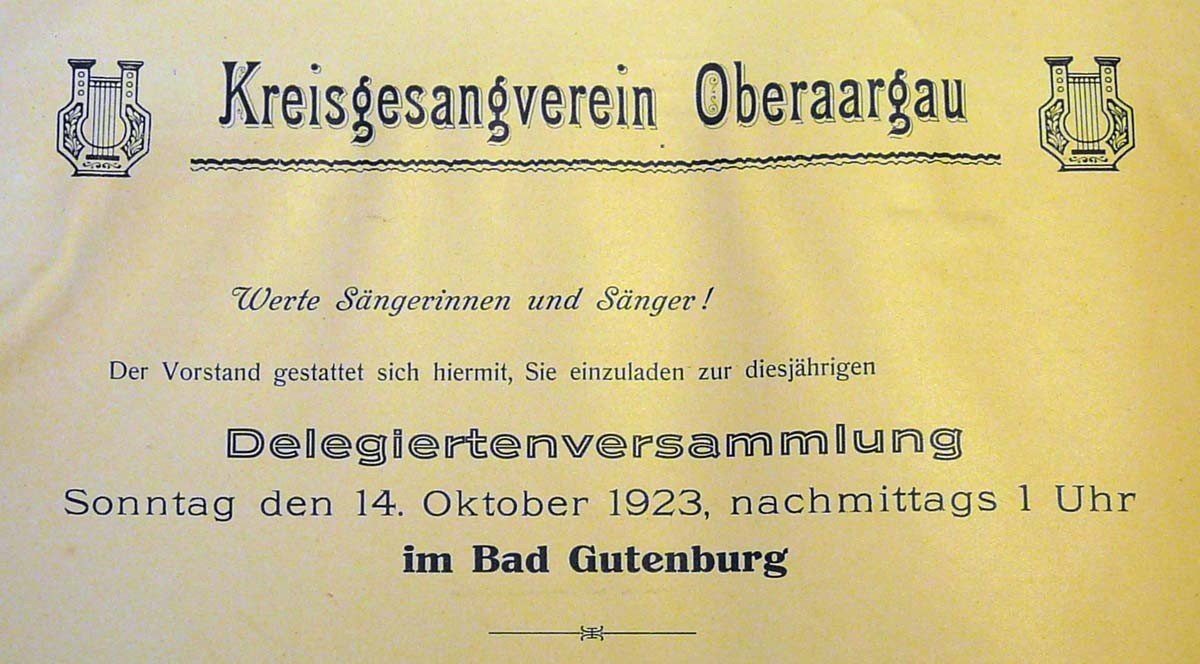 Kreisgesangverein Oberaargau
Werte Sängerinnen und Sänger!
Der Vorstand gestattet sich hiermit, Sie einzuladen zur diesjährigen
Delegiertenversammlung
Sonntag den 14. Oktober 1923, nachmittags 1 Uhr
im Bad Gutenburg